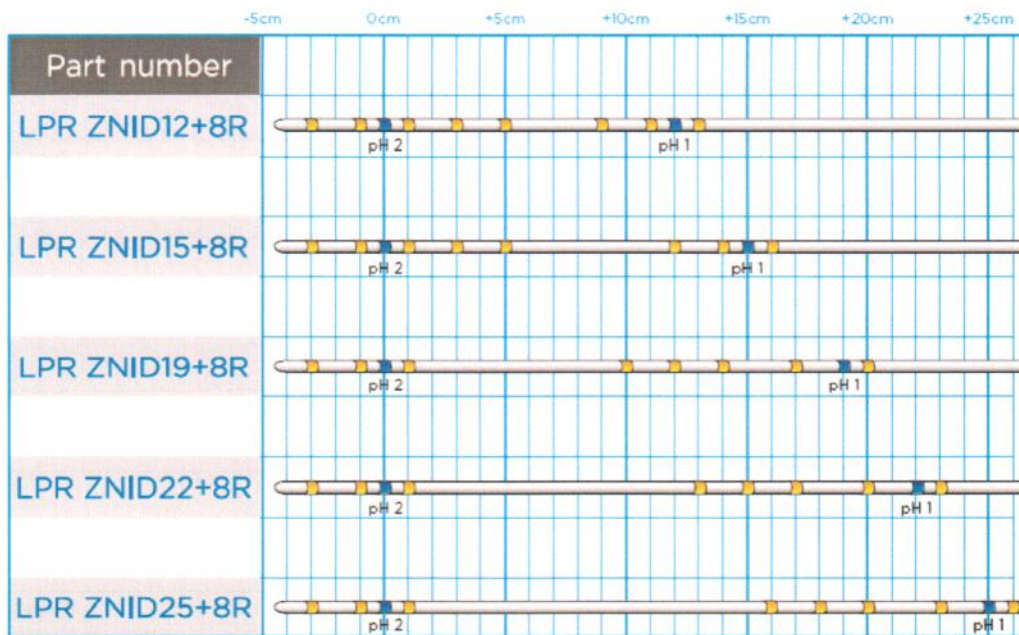 -5cm 0cm +5cm +10cm +15cm +20cm +25cm
Part number
LPR ZNID12+8R
pH 2 pH 1
LPR ZNID15+8R
pH 2 pH 1
LPR ZNID19+8R
pH 2 pH 1
LPR ZNID22+8R
pH 2 pH 1
LPR ZNID25+8R
pH 2 pH 1